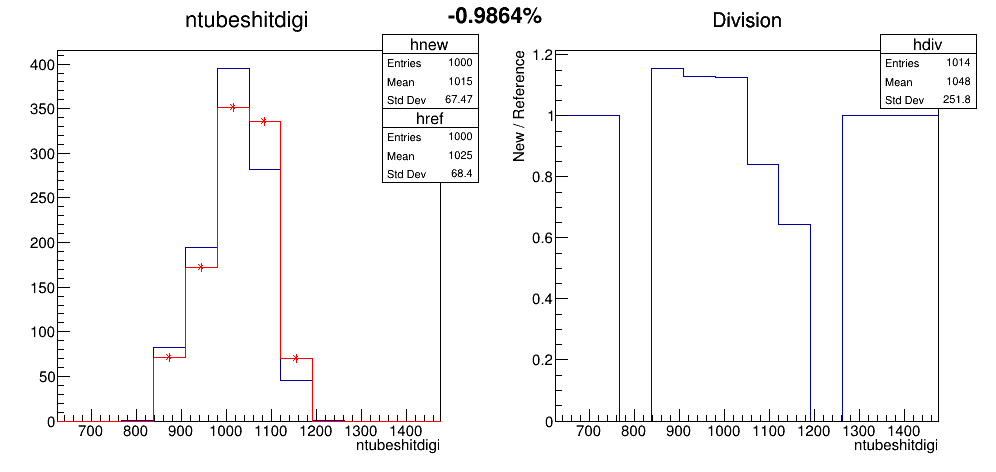 ntubeshitdigi
-0.9864%
Division
hnew
Entries 1000
Mean 1015
Std Dev 67.47
href
Entries 1000
Mean 1025
Std Dev 68.4
400
350
300
250
200
150
100
50
0
700 800 900 1000 1100 1200 1300 1400
ntubeshitdigi
hdiv
Entries 1014
Mean 1048
Std Dev 251.8
New / Reference
1.2
1
0.8
0.6
0.4
0.2
0
700 800 900 1000 1100 1200 1300 1400
ntubeshitdigi